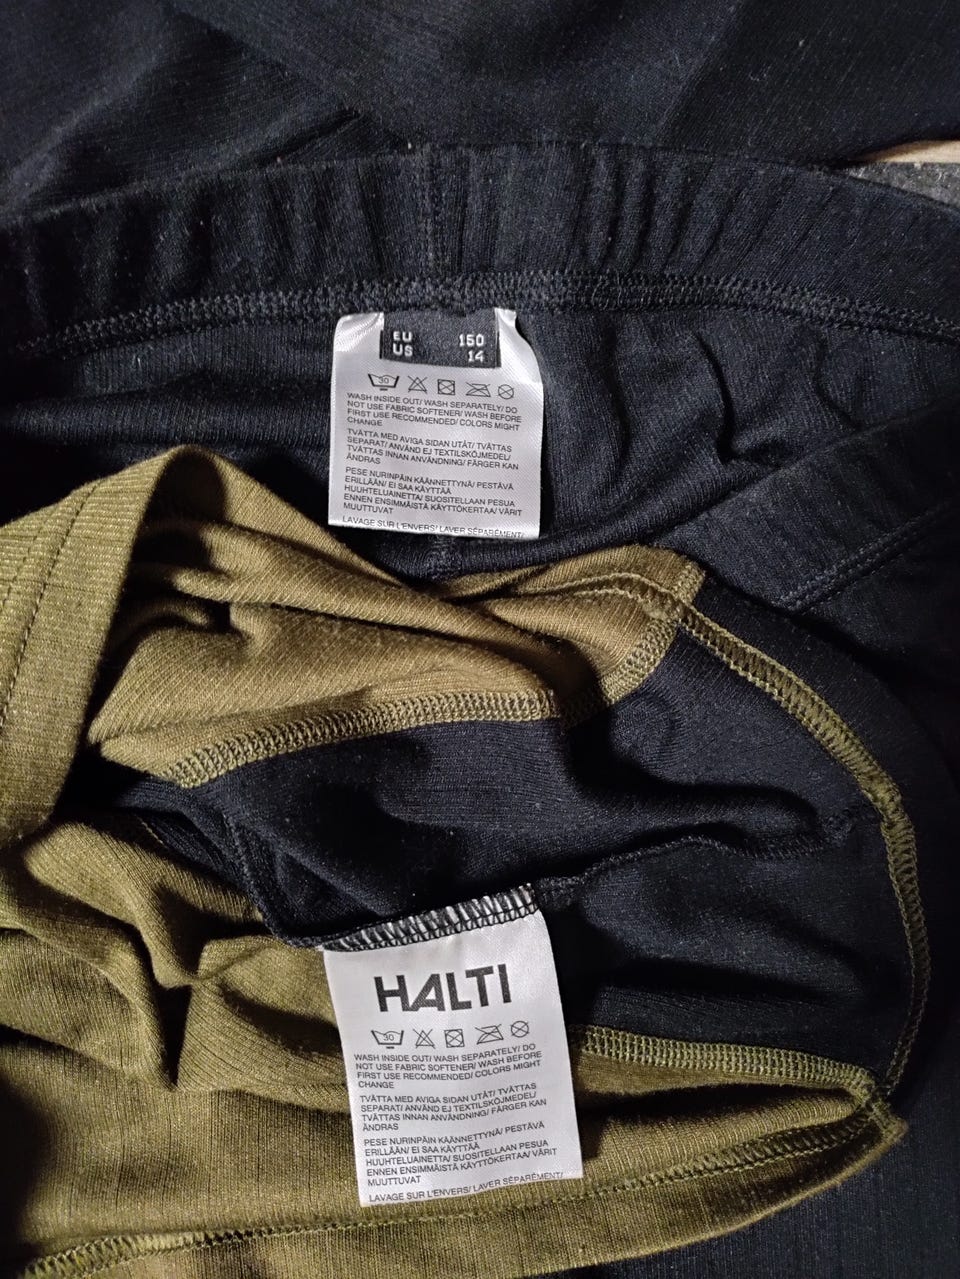 EU 150
US 14
30
WASH INSIDE OUT/ WASH SEPARATELY/ DO
NOT USE FABRIC SOFTENER/ WASH BEFORE
FIRST USE RECOMMENDED/ COLORS MIGHT
CHANGE
TVÄTTA MED AVIGA SIDAN UTÅT/ TVÄTTAS
SEPARAT/ ANVÄND EJ TEXTILSKÖJMEDEL/
TVÄTTAS INNAN ANVÄNDNING/ FÄRGER KAN
ÄNDRAS
PESE NURINPÄIN KÄÄNNETTYNÄ/ PESTÄVÄ
ERILLÄÄN/ EI SAA KÄYTTÄÄ
HUUHTELUAINETTA/ SUOSITELLAAN PESUA
ENNEN ENSIMMÄISTÄ KÄYTTÖKERTAA/ VÄRIT
MUUTTUVAT
LAVAGE SUR L'ENVERS/ LAVER SÉPARÉMENT/
HALTI
30
WASH INSIDE OUT/ WASH SEPARATELY/ DO
NOT USE FABRIC SOFTENER/ WASH BEFORE
FIRST USE RECOMMENDED/ COLORS MIGHT
CHANGE
TVÄTTA MED AVIGA SIDAN UTÅT/ TVÄTTAS
SEPARAT/ ANVÄND EJ TEXTILSKÖJMEDEL/
TVÄTTAS INNAN ANVÄNDNING/ FÄRGER KAN
ÄNDRAS
PESE NURINPÄIN KÄÄNNETTYNÄ/ PESTÄVÄ
ERILLÄÄN/ EI SAA KÄYTTÄÄ
HUUHTELUAINETTA/ SUOSITELLAAN PESUA
ENNEN ENSIMMÄISTÄ KÄYTTÖKERTAA/ VÄRIT
MUUTTUVAT
LAVAGE SUR L'ENVERS/ LAVER SÉPARÉMENT/